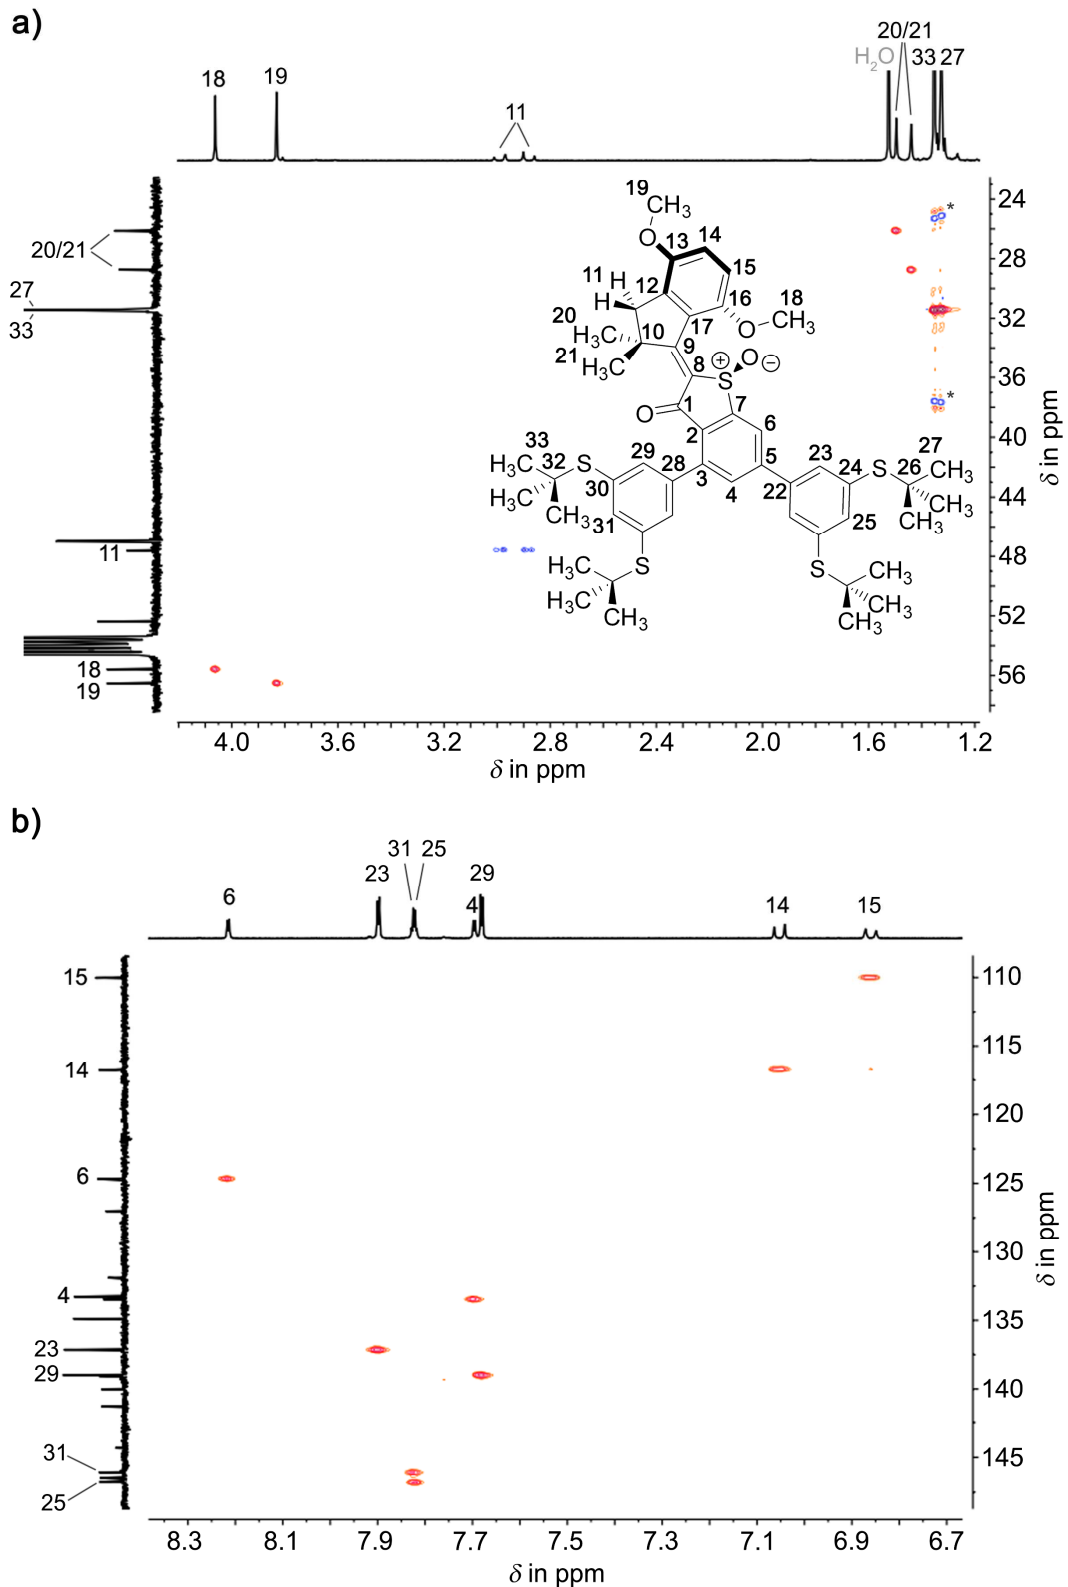 a)
20/21
H2O
33 27
18
19
11
24
28
32
36
40
44
48
52
56
δ in ppm
20/21
27
33
11
18
19
19
CH3
O
13
14
11
H
12
15
H
16
18
20
17
O
CH3
H3C
10
9
21
H3C
8
S
+
O
−
O
1
7
2
6
33
29
5
23
27
H3C
S
28
3
24
S
26
CH3
32
30
4
22
H3C
CH3
CH3
CH3
31
25
H3C
S
S
CH3
H3C
CH3
CH3
CH3
*
*
4.0
3.6
3.2
2.8
2.4
2.0
1.6
1.2
δ in ppm
b)
31 25
23
29
6
4
14
15
15
14
6
4
23
29
31
25
110
115
120
125
130
135
140
145
δ in ppm
8.3
8.1
7.9
7.7
7.5
7.3
7.1
6.9
6.7
δ in ppm